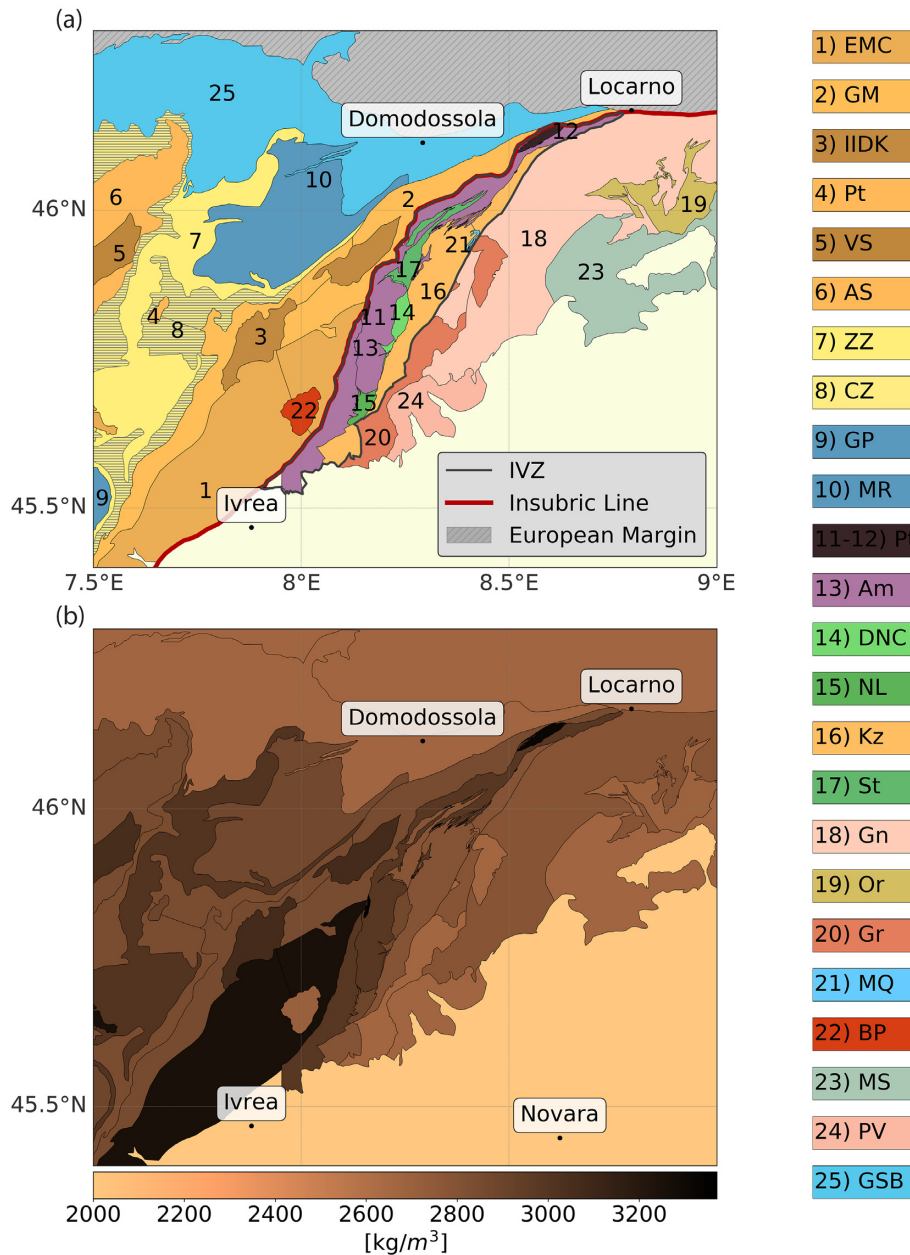 (a)
25
Locarno
Domodossola
12
10
6
2
19
46°N
7
21
18
5
17
23
16
4
14
11
8
3
13
15
24
22
20
9
1
Ivrea
45.5°N
IVZ
Insubric Line
European Margin
7.5°E
8°E
8.5°E
9°E
(b)
Locarno
Domodossola
46°N
Ivrea
Novara
45.5°N
2000
2200
2400
2600
2800
3000
3200
[kg/m³]
1) EMC
2) GM
3) IIDK
4) Pt
5) VS
6) AS
7) ZZ
8) CZ
9) GP
10) MR
11-12) P
13) Am
14) DNC
15) NL
16) Kz
17) St
18) Gn
19) Or
20) Gr
21) MQ
22) BP
23) MS
24) PV
25) GSB